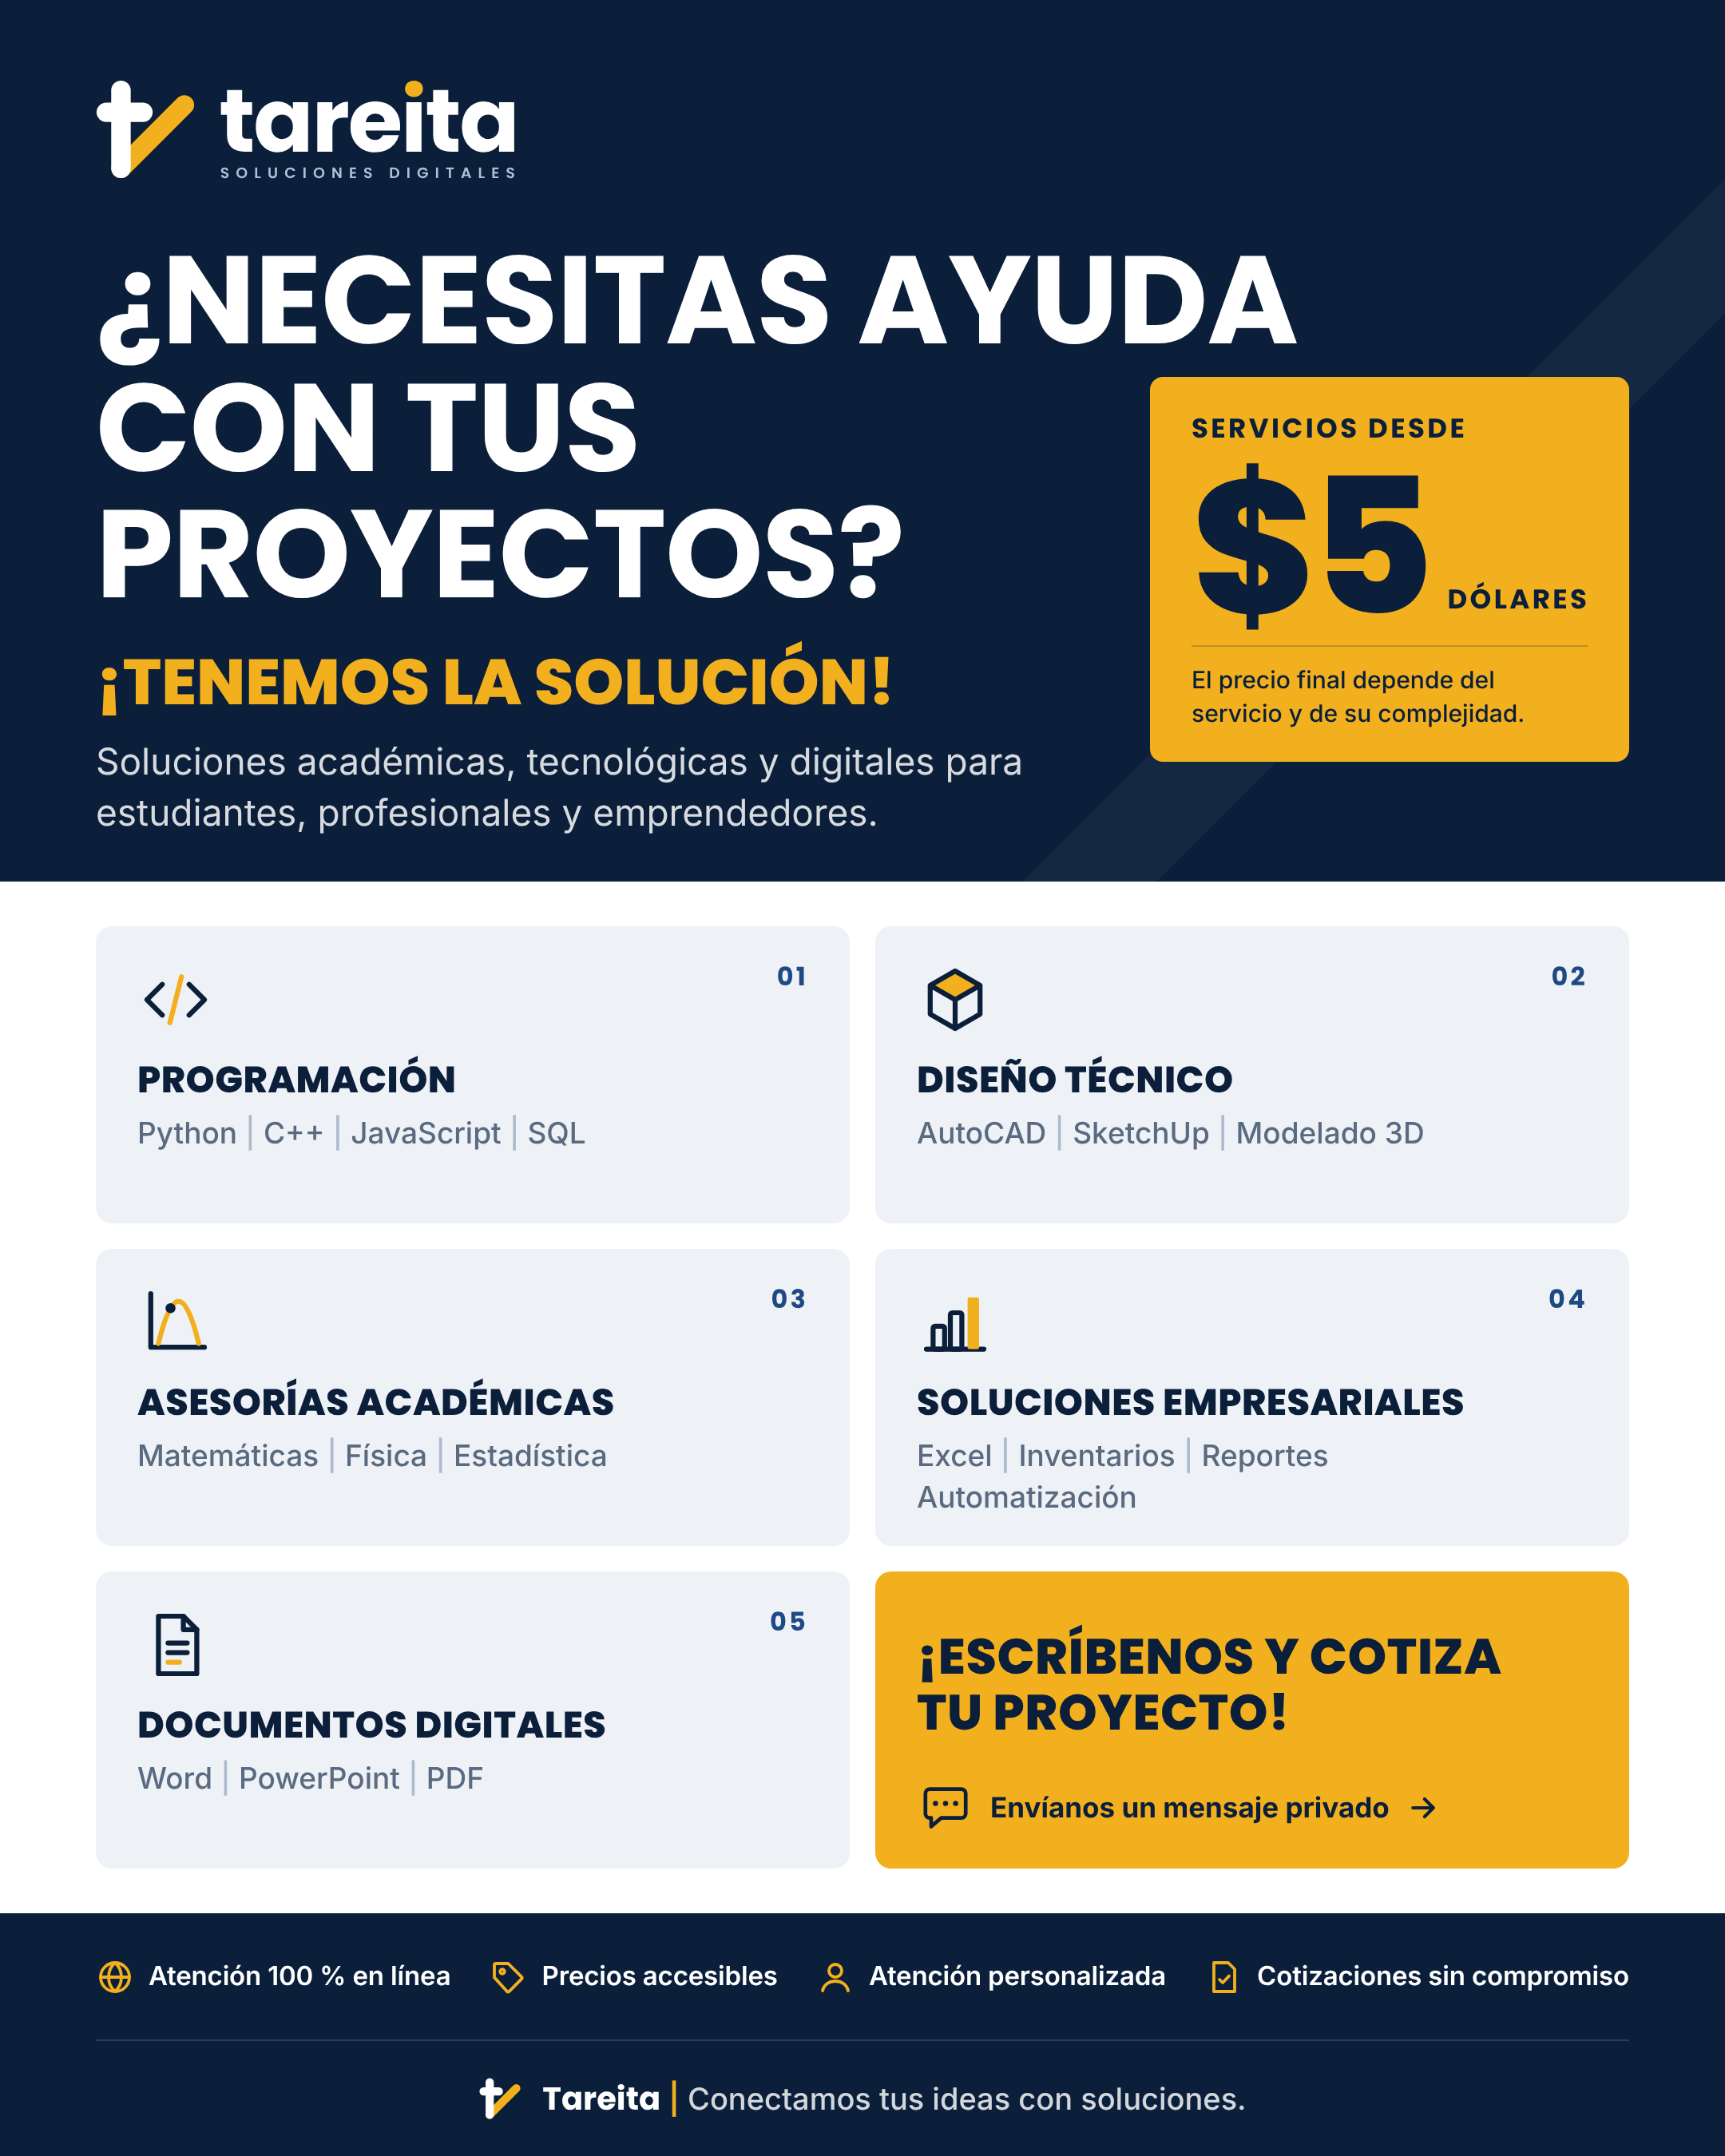 tareita
SOLUCIONES DIGITALES
¿NECESITAS AYUDA
CON TUS
PROYECTOS?
¡TENEMOS LA SOLUCIÓN!
Soluciones académicas, tecnológicas y digitales para
estudiantes, profesionales y emprendedores.
SERVICIOS DESDE
$5 DÓLARES
El precio final depende del
servicio y de su complejidad.
01
PROGRAMACIÓN
Python | C++ | JavaScript | SQL
02
DISEÑO TÉCNICO
AutoCAD | SketchUp | Modelado 3D
03
ASESORÍAS ACADÉMICAS
Matemáticas | Física | Estadística
04
SOLUCIONES EMPRESARIALES
Excel | Inventarios | Reportes
Automatización
05
DOCUMENTOS DIGITALES
Word | PowerPoint | PDF
¡ESCRÍBENOS Y COTIZA
TU PROYECTO!
Envíanos un mensaje privado →
Atención 100 % en línea
Precios accesibles
Atención personalizada
Cotizaciones sin compromiso
Tareita | Conectamos tus ideas con soluciones.